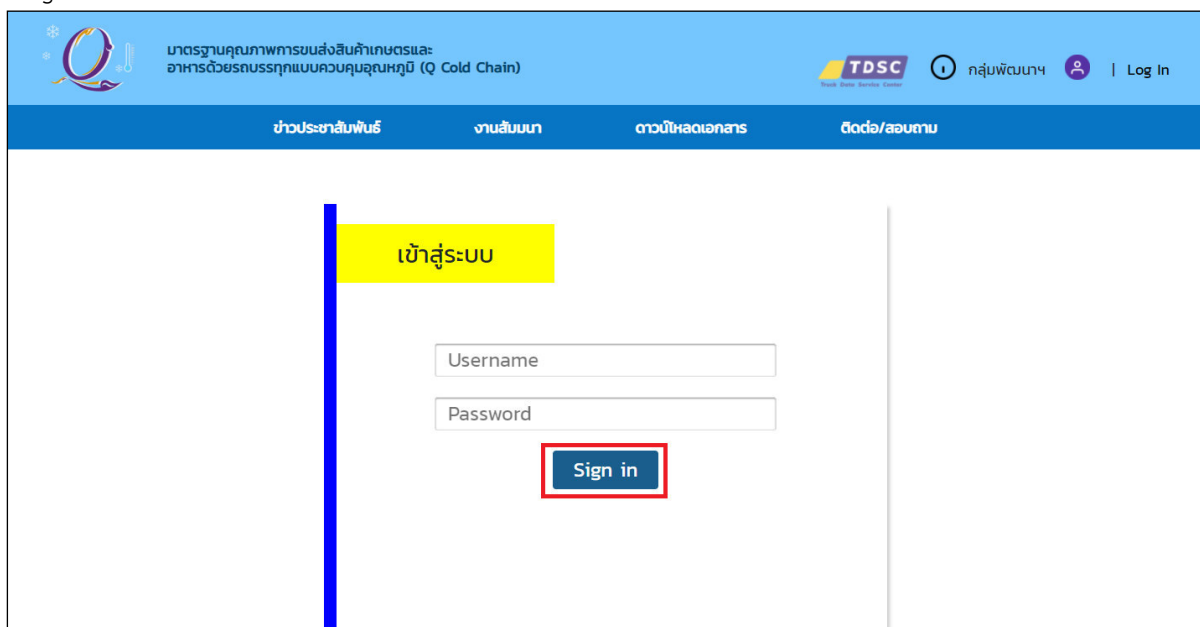 มาตรฐานคุณภาพการขนส่งสินค้าเกษตรและ
อาหารด้วยรถบรรทุกแบบควบคุมอุณหภูมิ (Q Cold Chain)
TDSC
Truck Data Service Center
กลุ่มพัฒนาฯ
| Log In
ข่าวประชาสัมพันธ์ งานสัมมนา ดาวน์โหลดเอกสาร ติดต่อ/สอบถาม
เข้าสู่ระบบ
Username
Password
Sign in